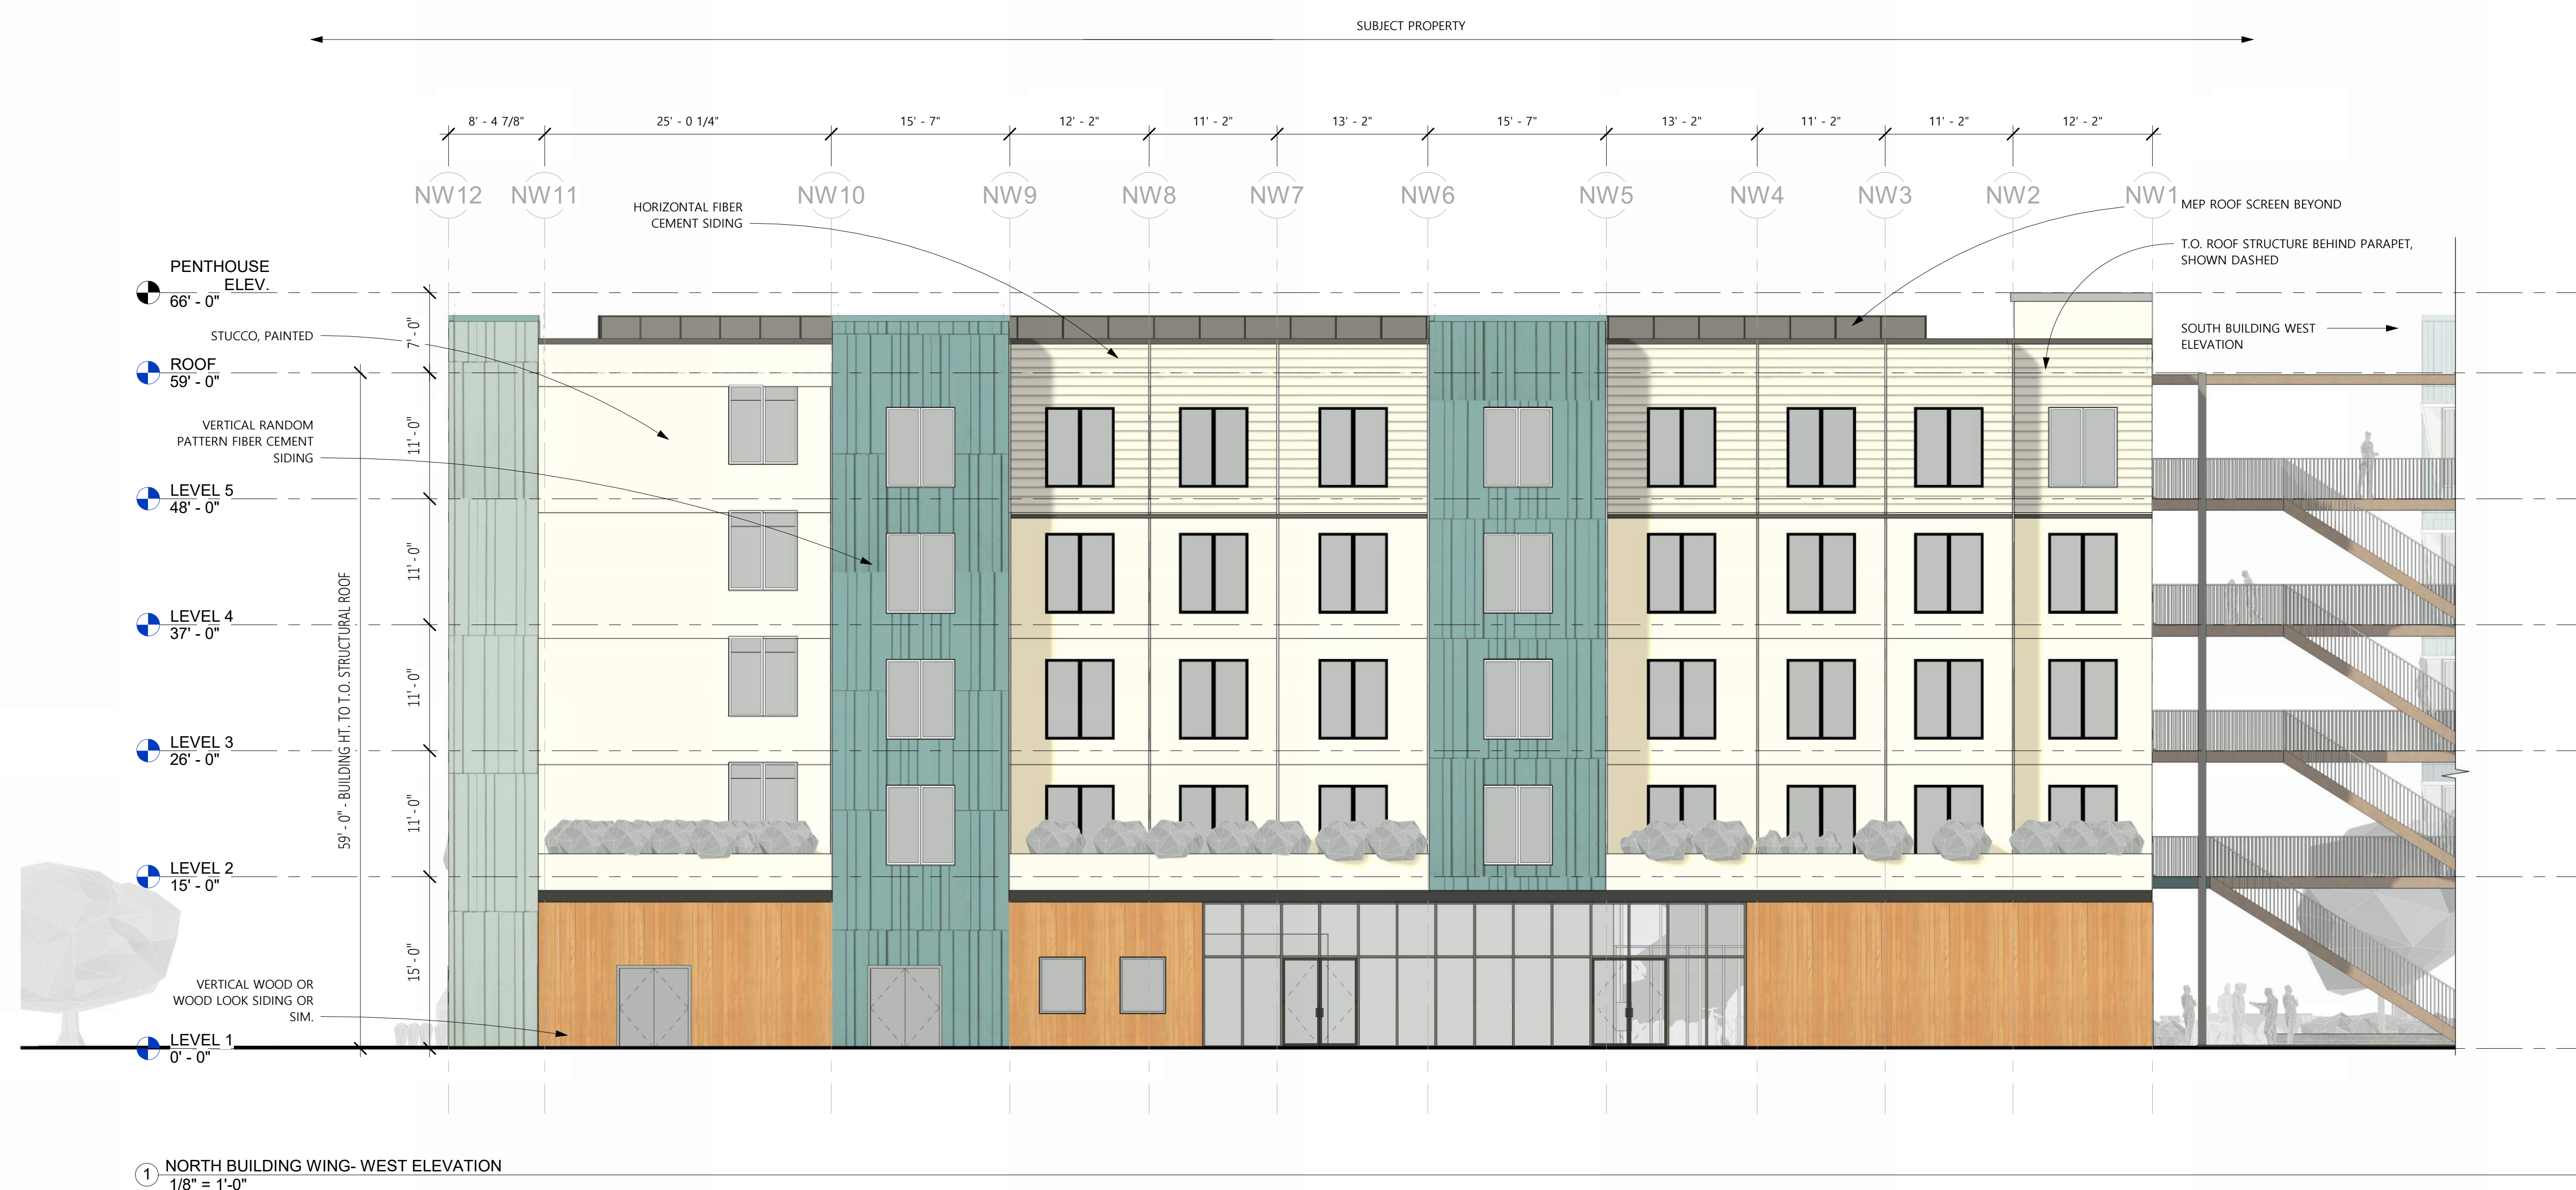 SUBJECT PROPERTY
8' - 4 7/8"
25' - 0 1/4"
15' - 7"
12' - 2"
11' - 2"
13' - 2"
15' - 7"
13' - 2"
11' - 2"
11' - 2"
12' - 2"
NW12
NW11
NW10
NW9
NW8
NW7
NW6
NW5
NW4
NW3
NW2
NW1
HORIZONTAL FIBER
CEMENT SIDING
MEP ROOF SCREEN BEYOND
T.O. ROOF STRUCTURE BEHIND PARAPET,
SHOWN DASHED
SOUTH BUILDING WEST
ELEVATION
PENTHOUSE
ELEV.
66' - 0"
STUCCO, PAINTED
7' - 0"
ROOF
59' - 0"
VERTICAL RANDOM
PATTERN FIBER CEMENT
SIDING
11' - 0"
LEVEL 5
48' - 0"
11' - 0"
LEVEL 4
37' - 0"
59' - 0" - BUILDING HT. TO T.O. STRUCTURAL ROOF
11' - 0"
LEVEL 3
26' - 0"
11' - 0"
LEVEL 2
15' - 0"
15' - 0"
VERTICAL WOOD OR
WOOD LOOK SIDING OR
SIM.
LEVEL 1
0' - 0"
1
NORTH BUILDING WING- WEST ELEVATION
1/8" = 1'-0"